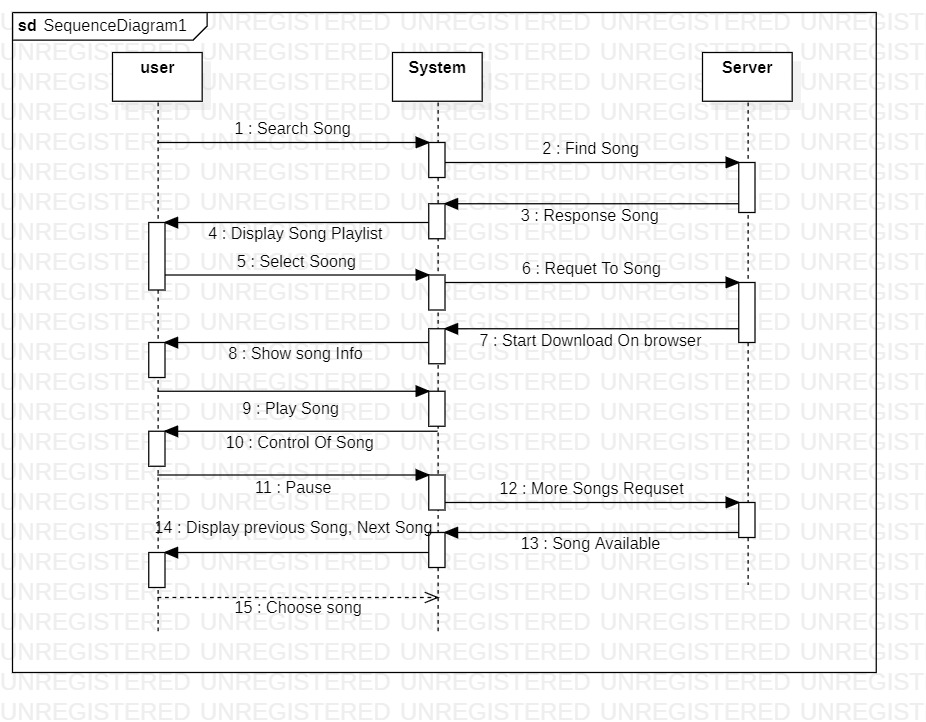 sd SequenceDiagram1
user
System
Server
1 : Search Song
2 : Find Song
3 : Response Song
4 : Display Song Playlist
5 : Select Soong
6 : Requet To Song
7 : Start Download On browser
8 : Show song Info
9 : Play Song
10 : Control Of Song
11 : Pause
12 : More Songs Requset
13 : Song Available
14 : Display previous Song, Next Song
15 : Choose song
UNREGISTERED